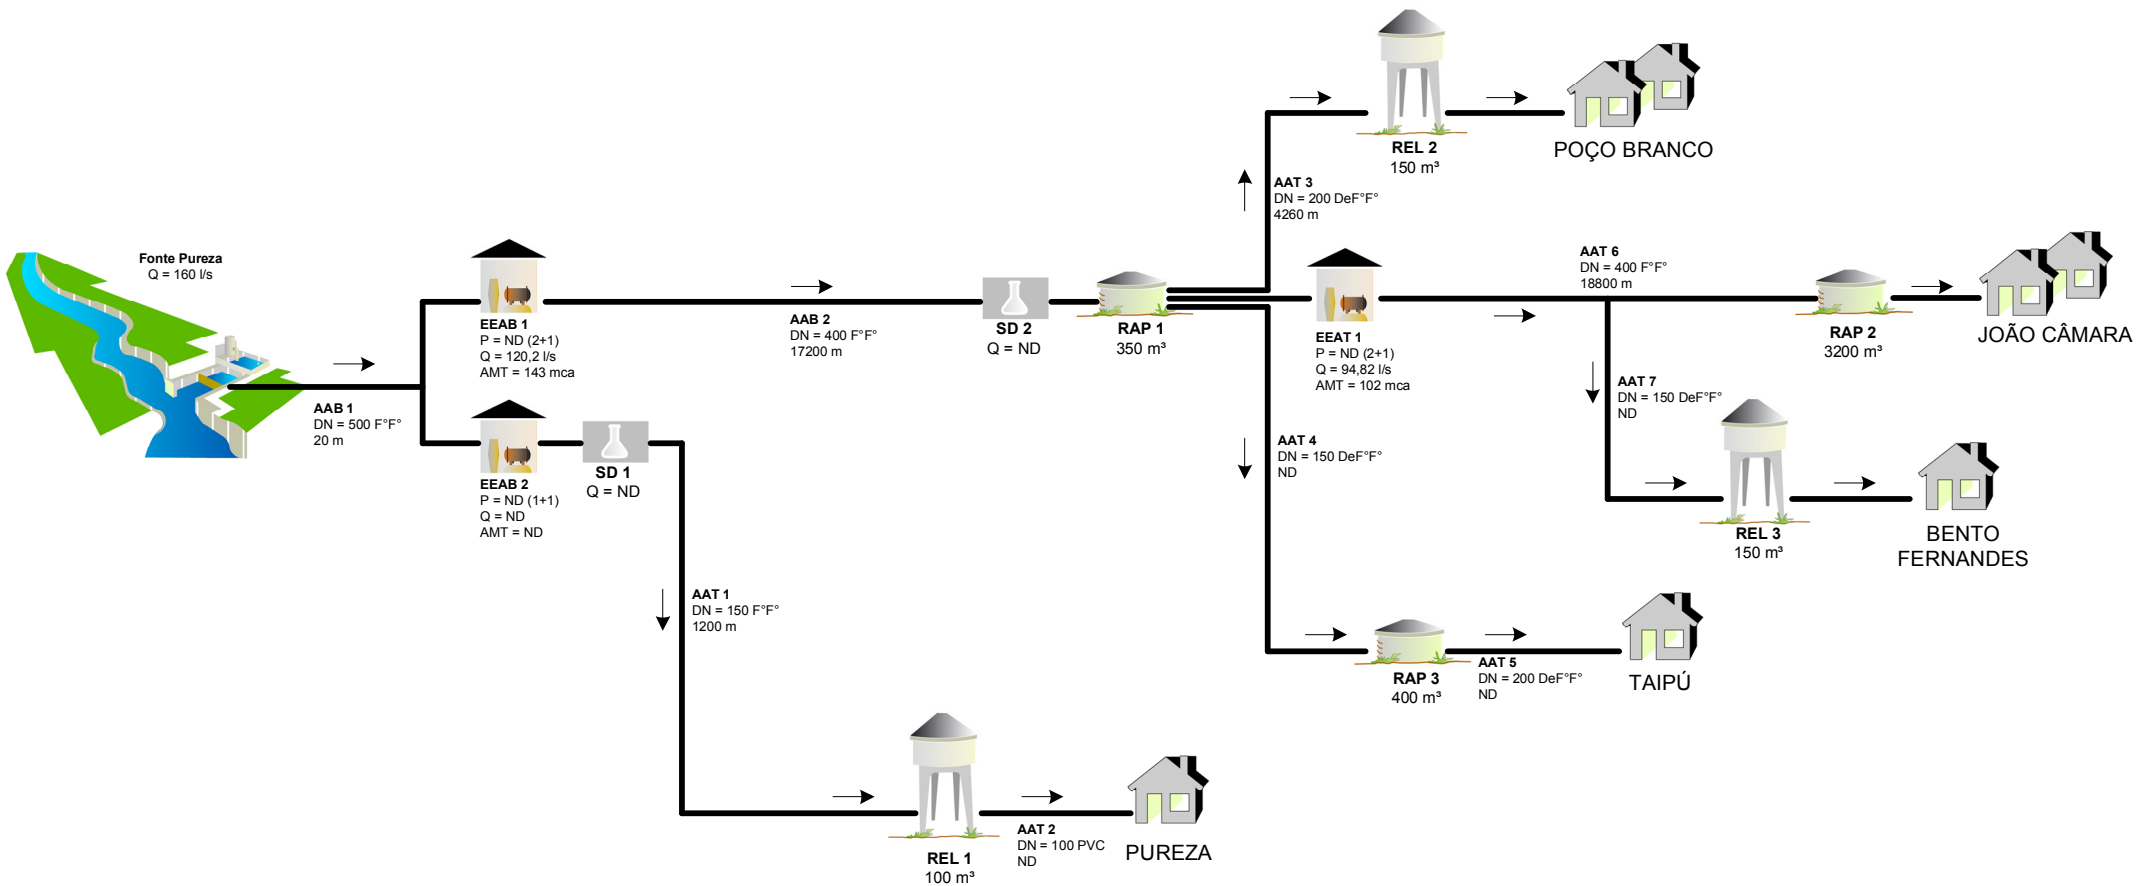 Fonte Pureza
Q = 160 l/s
AAB 1
DN = 500 F°F°
20 m
EEAB 1
P = ND (2+1)
Q = 120,2 l/s
AMT = 143 mca
EEAB 2
P = ND (1+1)
Q = ND
AMT = ND
SD 1
Q = ND
AAT 1
DN = 150 F°F°
1200 m
REL 1
100 m³
AAT 2
DN = 100 PVC
ND
PUREZA
AAB 2
DN = 400 F°F°
17200 m
SD 2
Q = ND
RAP 1
350 m³
AAT 3
DN = 200 DeF°F°
4260 m
REL 2
150 m³
POÇO BRANCO
EEAT 1
P = ND (2+1)
Q = 94,82 l/s
AMT = 102 mca
AAT 6
DN = 400 F°F°
18800 m
RAP 2
3200 m³
JOÃO CÂMARA
AAT 7
DN = 150 DeF°F°
ND
REL 3
150 m³
BENTO
FERNANDES
AAT 4
DN = 150 DeF°F°
ND
RAP 3
400 m³
AAT 5
DN = 200 DeF°F°
ND
TAIPÚ